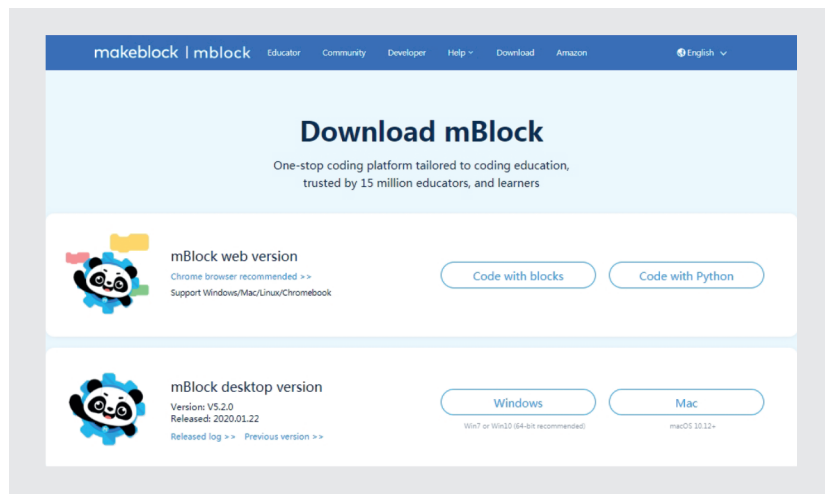 makeblock | mblock Educator Community Developer Help Download Amazon English
Download mBlock
One-stop coding platform tailored to coding education,
trusted by 15 million educators, and learners
mBlock web version
Chrome browser recommended >>
Support Windows/Mac/Linux/Chromebook
Code with blocks Code with Python
mBlock desktop version
Version: V5.2.0
Released: 2020.01.22
Released log >> Previous version >>
Windows Mac
Win7 or Win10 (64-bit recommended) macOS 10.12+